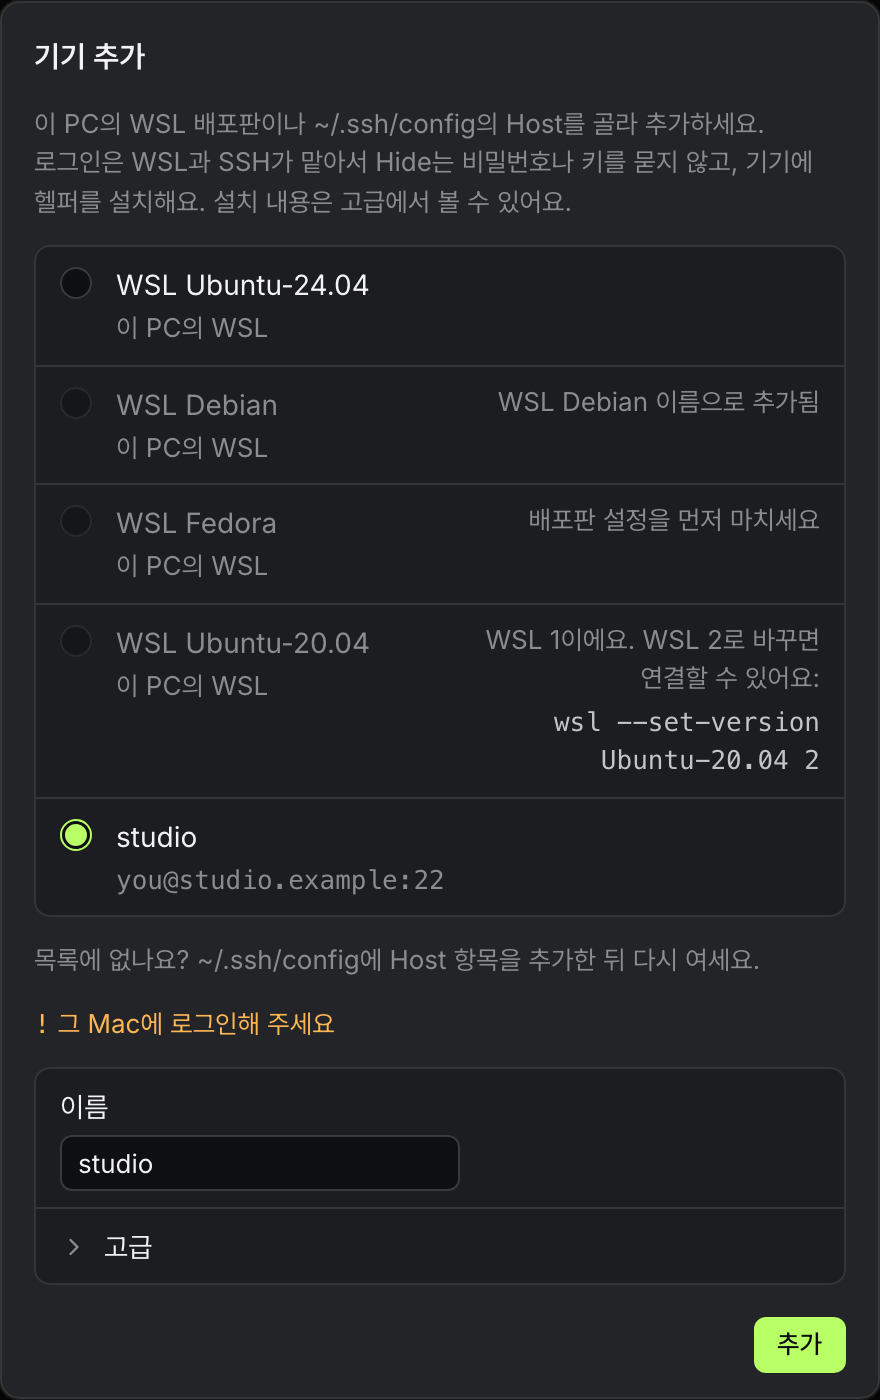 기기 추가
이 PC의 WSL 배포판이나 ~/.ssh/config의 Host를 골라 추가하세요.
로그인은 WSL과 SSH가 맡아서 Hide는 비밀번호나 키를 묻지 않고, 기기에
헬퍼를 설치해요. 설치 내용은 고급에서 볼 수 있어요.
WSL Ubuntu-24.04
이 PC의 WSL
WSL Debian
WSL Debian 이름으로 추가됨
이 PC의 WSL
WSL Fedora
배포판 설정을 먼저 마치세요
이 PC의 WSL
WSL Ubuntu-20.04
이 PC의 WSL
WSL 1이에요. WSL 2로 바꾸면
연결할 수 있어요:
wsl --set-version
Ubuntu-20.04 2
studio
you@studio.example:22
목록에 없나요? ~/.ssh/config에 Host 항목을 추가한 뒤 다시 여세요.
! 그 Mac에 로그인해 주세요
이름
studio
고급
추가